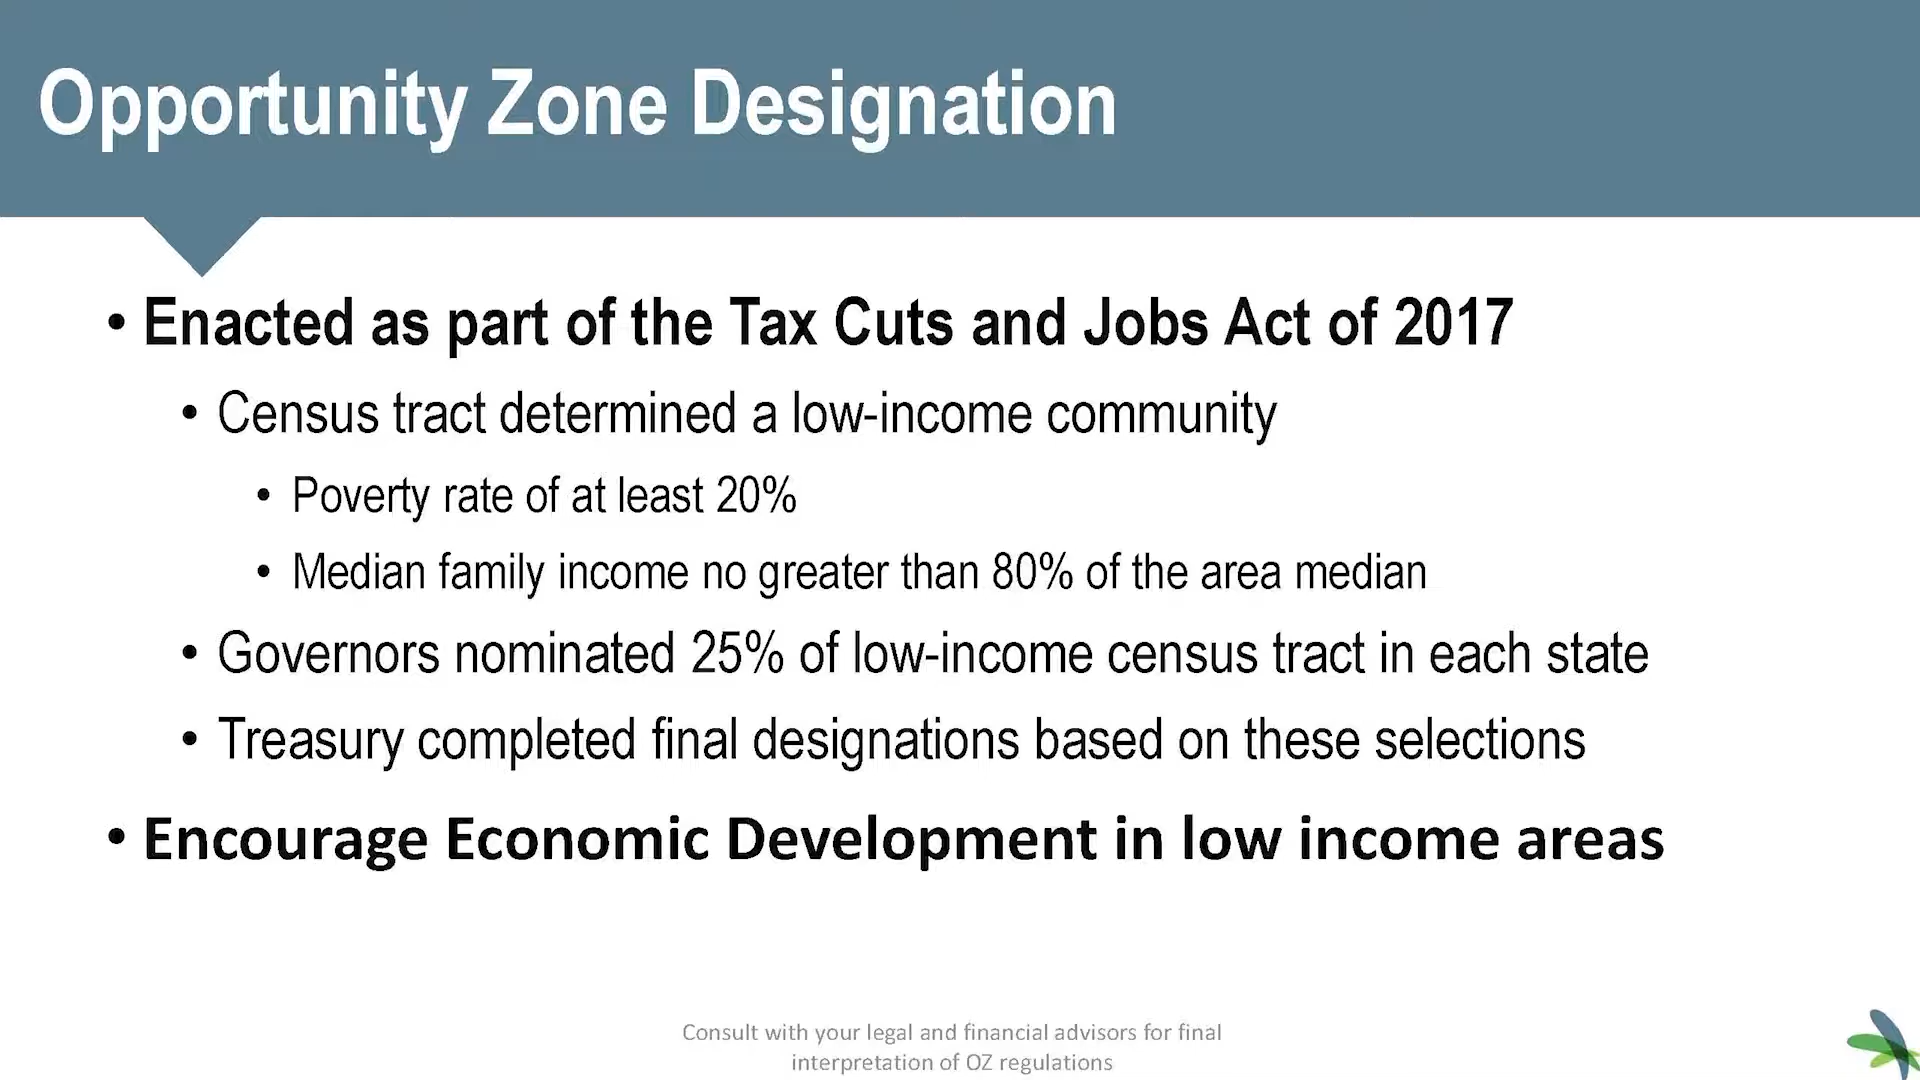 Opportunity Zone Designation
• Enacted as part of the Tax Cuts and Jobs Act of 2017
• Census tract determined a low-income community
• Poverty rate of at least 20%
• Median family income no greater than 80% of the area median
• Governors nominated 25% of low-income census tract in each state
• Treasury completed final designations based on these selections
• Encourage Economic Development in low income areas
Consult with your legal and financial advisors for final
interpretation of OZ regulations